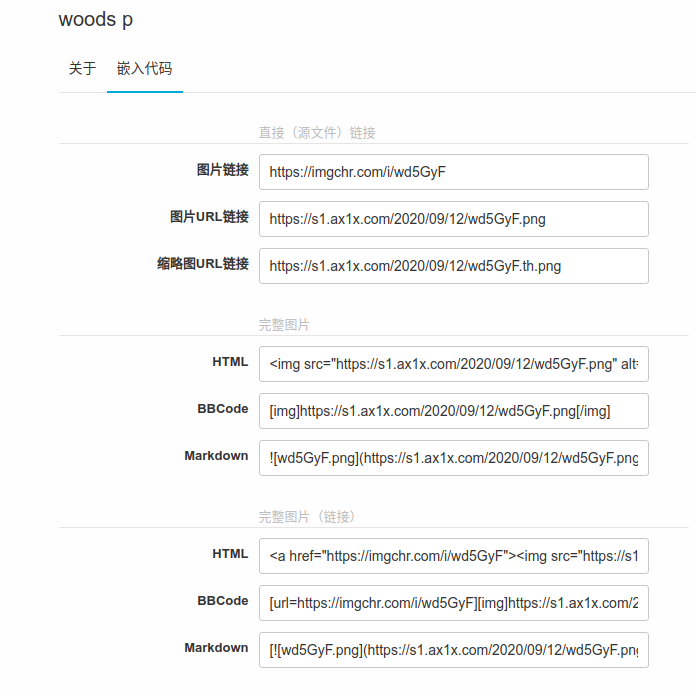 woods p
关于 嵌入代码
直接（源文件）链接
图片链接 https://imgchr.com/i/wd5GyF
图片URL链接 https://s1.ax1x.com/2020/09/12/wd5GyF.png
缩略图URL链接 https://s1.ax1x.com/2020/09/12/wd5GyF.th.png
完整图片
HTML <img src="https://s1.ax1x.com/2020/09/12/wd5GyF.png" alt=
BBCode [img]https://s1.ax1x.com/2020/09/12/wd5GyF.png[/img]
Markdown ![wd5GyF.png](https://s1.ax1x.com/2020/09/12/wd5GyF.png
完整图片（链接）
HTML <a href="https://imgchr.com/i/wd5GyF"><img src="https://s1
BBCode [url=https://imgchr.com/i/wd5GyF][img]https://s1.ax1x.com/2
Markdown [![wd5GyF.png](https://s1.ax1x.com/2020/09/12/wd5GyF.png